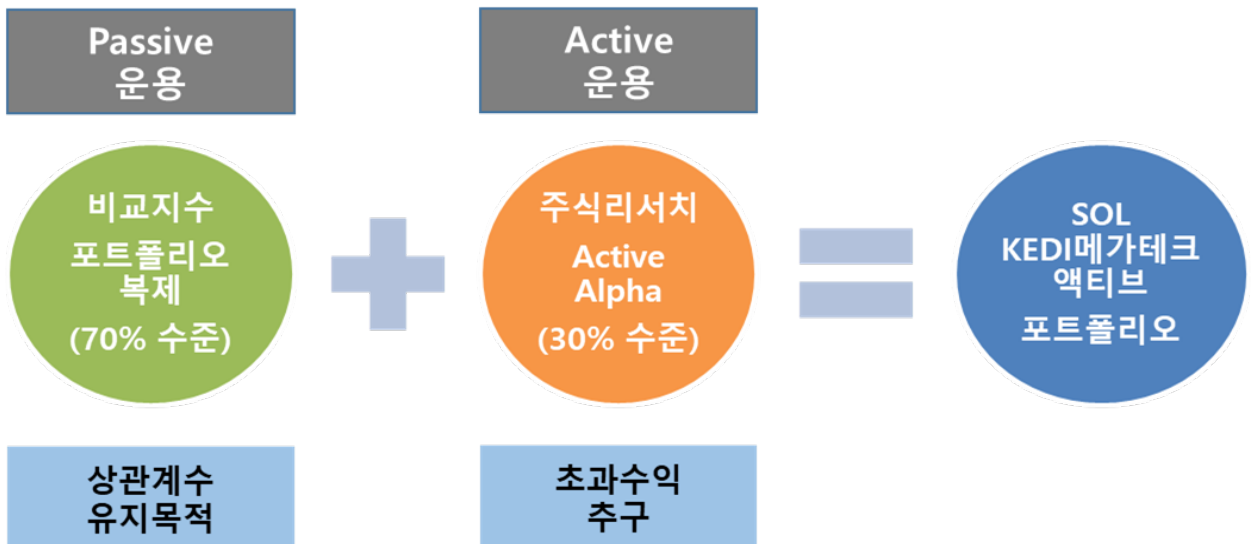 Passive
운용
Active
운용
비교지수
포트폴리오
복제
(70% 수준)
주식리서치
Active
Alpha
(30% 수준)
SOL
KEDI메가테크
액티브
포트폴리오
상관계수
유지목적
초과수익
추구